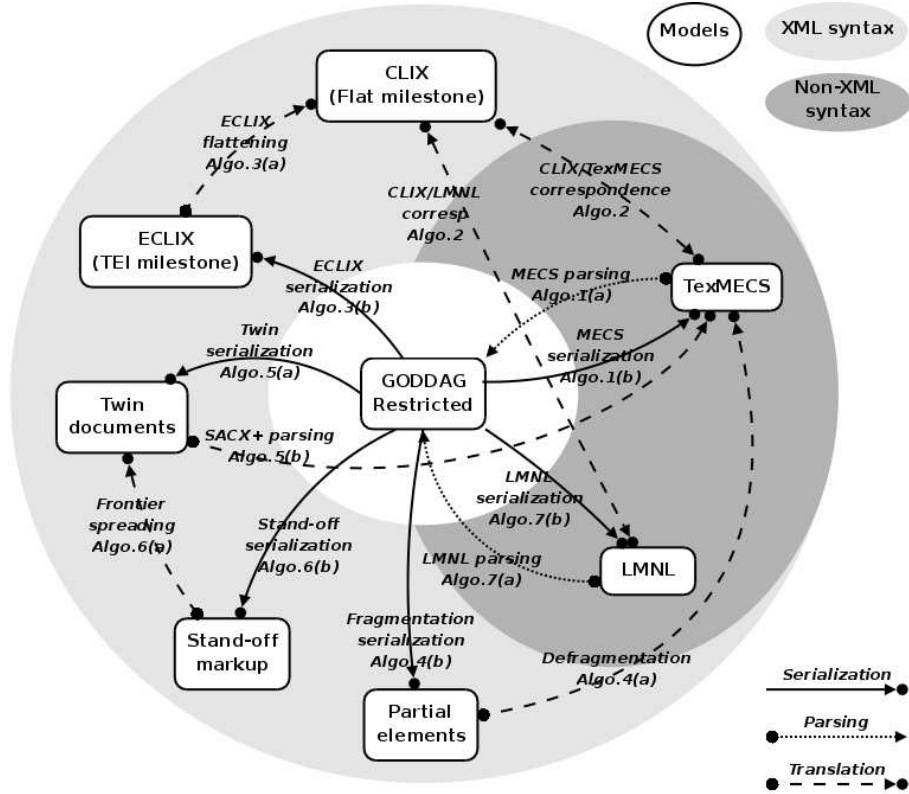 Models
XML syntax
Non-XML
syntax
CLIX
(Flat milestone)
ECLIX
flattening
Algo.3(a)
CLIX/LMNL
corresp
Algo.2
CLIX/TexMECS
correspondence
Algo.2
ECLIX
(TEI milestone)
ECLIX
serialization
Algo.3(b)
MECS parsing
Algo.1(a)
TexMECS
Twin
serialization
Algo.5(a)
GODDAG
Restricted
MECS
serialization
Algo.1(b)
Twin
documents
SACX+ parsing
Algo.5(b)
Frontier
spreading
Algo.6(a)
Stand-off
serialization
Algo.6(b)
LMNL
serialization
Algo.7(b)
LMNL parsing
Algo.7(a)
LMNL
Stand-off
markup
Fragmentation
serialization
Algo.4(b)
Defragmentation
Algo.4(a)
Partial
elements
Serialization
Parsing
Translation